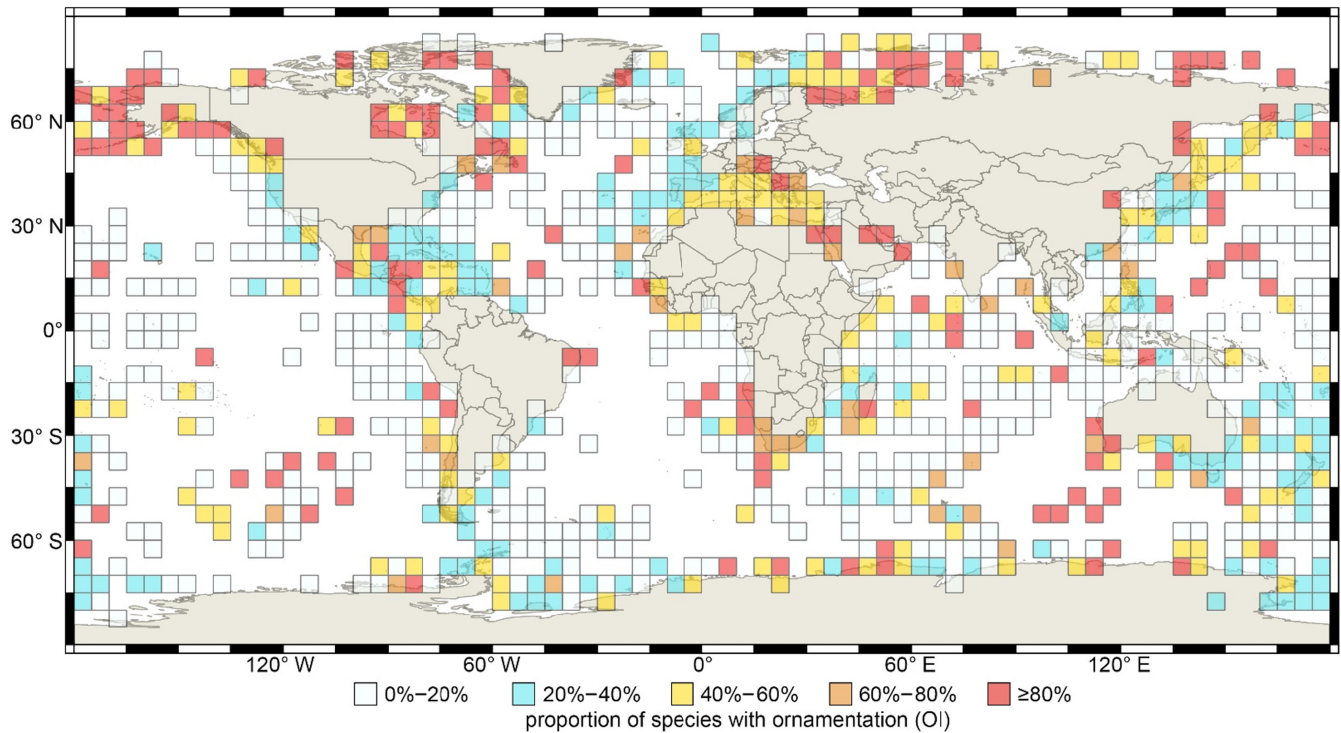 60° N
30° N
0°
30° S
60° S
120° W 60° W 0° 60° E 120° E
0%–20% 20%–40% 40%–60% 60%–80% ≥80%
proportion of species with ornamentation (OI)